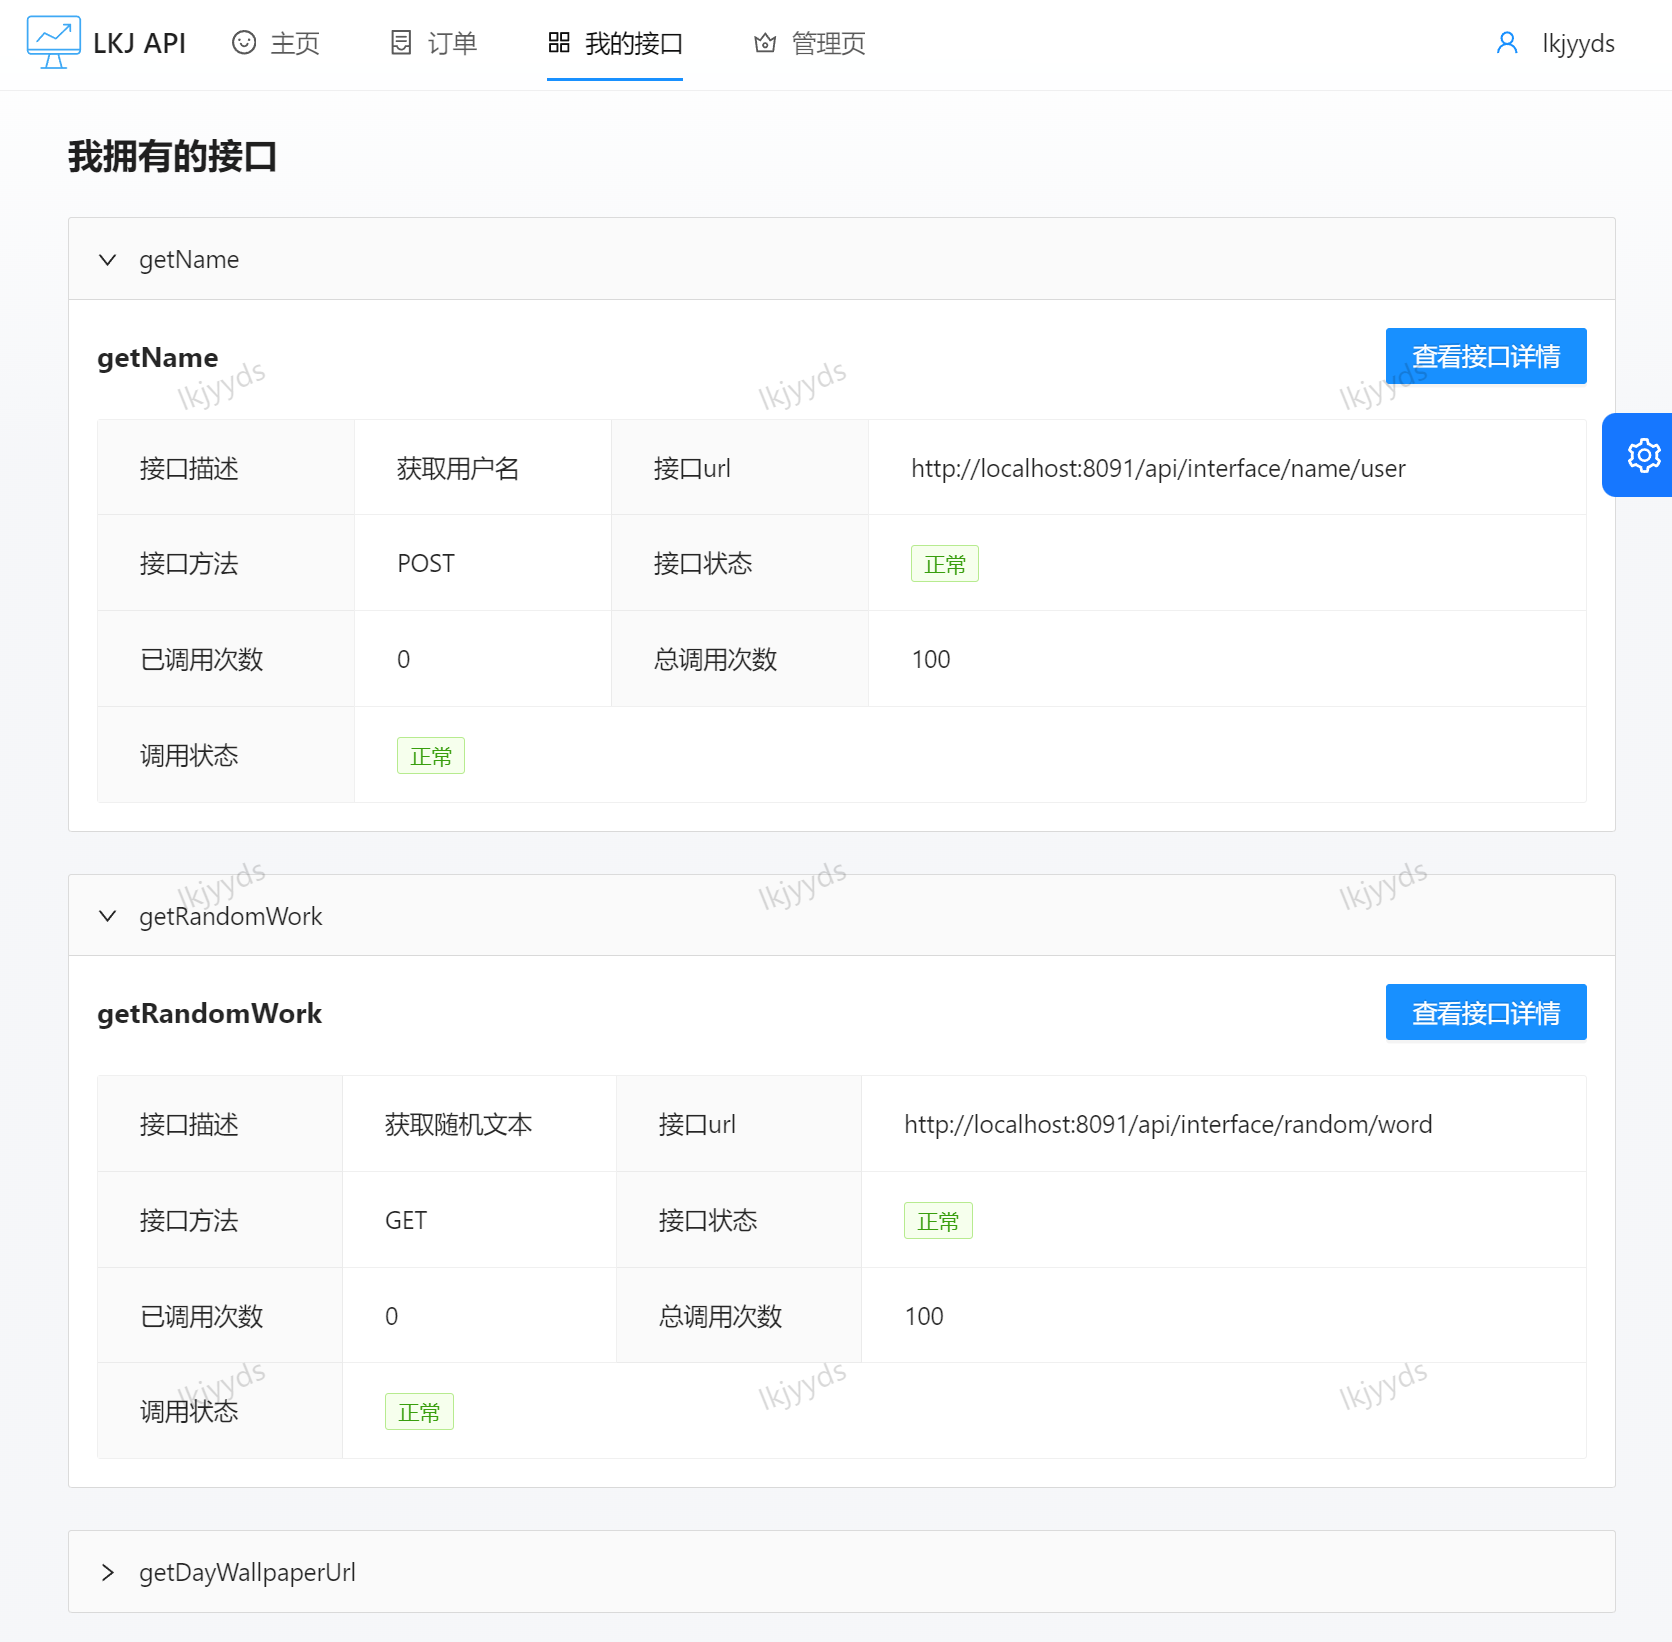 LKJ API 主页 订单 我的接口 管理页 lkjyyds
我拥有的接口
getName
getName 查看接口详情
lkjyyds lkjyyds lkjyyds
接口描述 获取用户名 接口url http://localhost:8091/api/interface/name/user
接口方法 POST 接口状态 正常
已调用次数 0 总调用次数 100
调用状态 正常
lkjyyds lkjyyds lkjyyds
getRandomWork
getRandomWork 查看接口详情
接口描述 获取随机文本 接口url http://localhost:8091/api/interface/random/word
接口方法 GET 接口状态 正常
已调用次数 0 总调用次数 100
lkjyyds lkjyyds lkjyyds
调用状态 正常
getDayWallpaperUrl